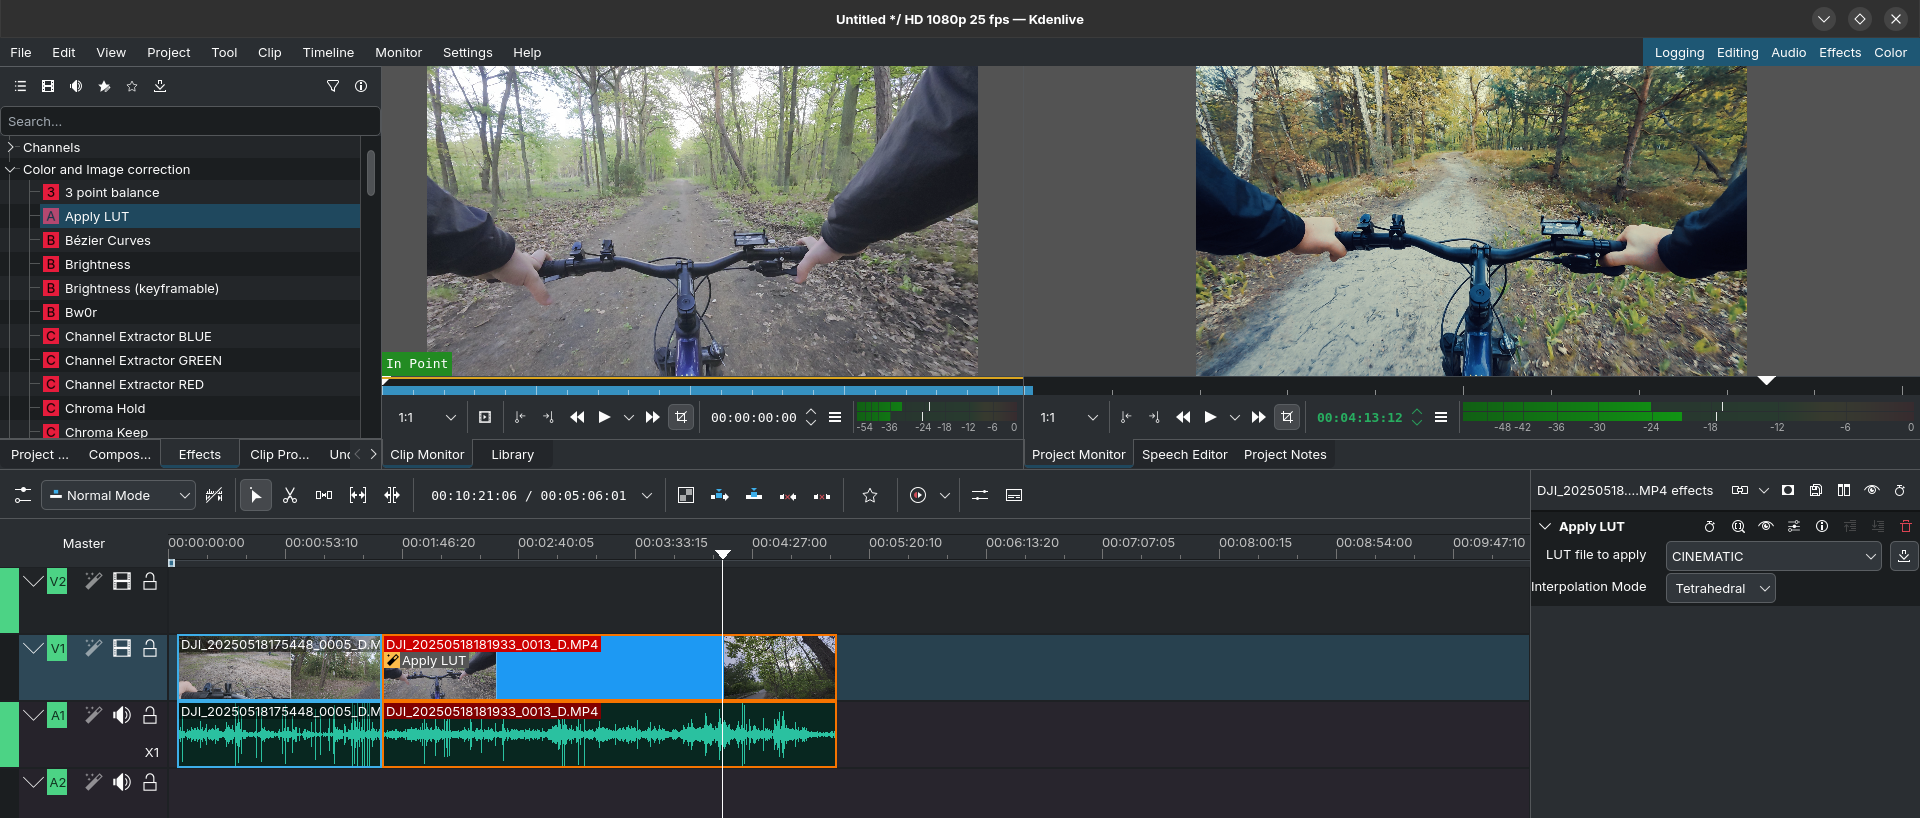 Untitled */ HD 1080p 25 fps — Kdenlive
File Edit View Project Tool Clip Timeline Monitor Settings Help
Logging Editing Audio Effects Color
Search...
Channels
Color and Image correction
3 3 point balance
A Apply LUT
B Bézier Curves
B Brightness
B Brightness (keyframable)
B Bw0r
C Channel Extractor BLUE
C Channel Extractor GREEN
C Channel Extractor RED
C Chroma Hold
C Chroma Keep
In Point
1:1 00:00:00:00 -54 -36 -24 -18 -12 -6 0
1:1 00:04:13:12 -48 -42 -36 -30 -24 -18 -12 -6 0
Project ... Compos... Effects Clip Pro... Un
Clip Monitor Library
Project Monitor Speech Editor Project Notes
Normal Mode 00:10:21:06 / 00:05:06:01
DJI_20250518....MP4 effects
Apply LUT
LUT file to apply CINEMATIC
Interpolation Mode Tetrahedral
Master 00:00:00:00 00:00:53:10 00:01:46:20 00:02:40:05 00:03:33:15 00:04:27:00 00:05:20:10 00:06:13:20 00:07:07:05 00:08:00:15 00:08:54:00 00:09:47:10
V2
V1 DJI_20250518175448_0005_D.M DJI_20250518181933_0013_D.MP4
Apply LUT
A1 DJI_20250518175448_0005_D.M DJI_20250518181933_0013_D.MP4
X1
A2